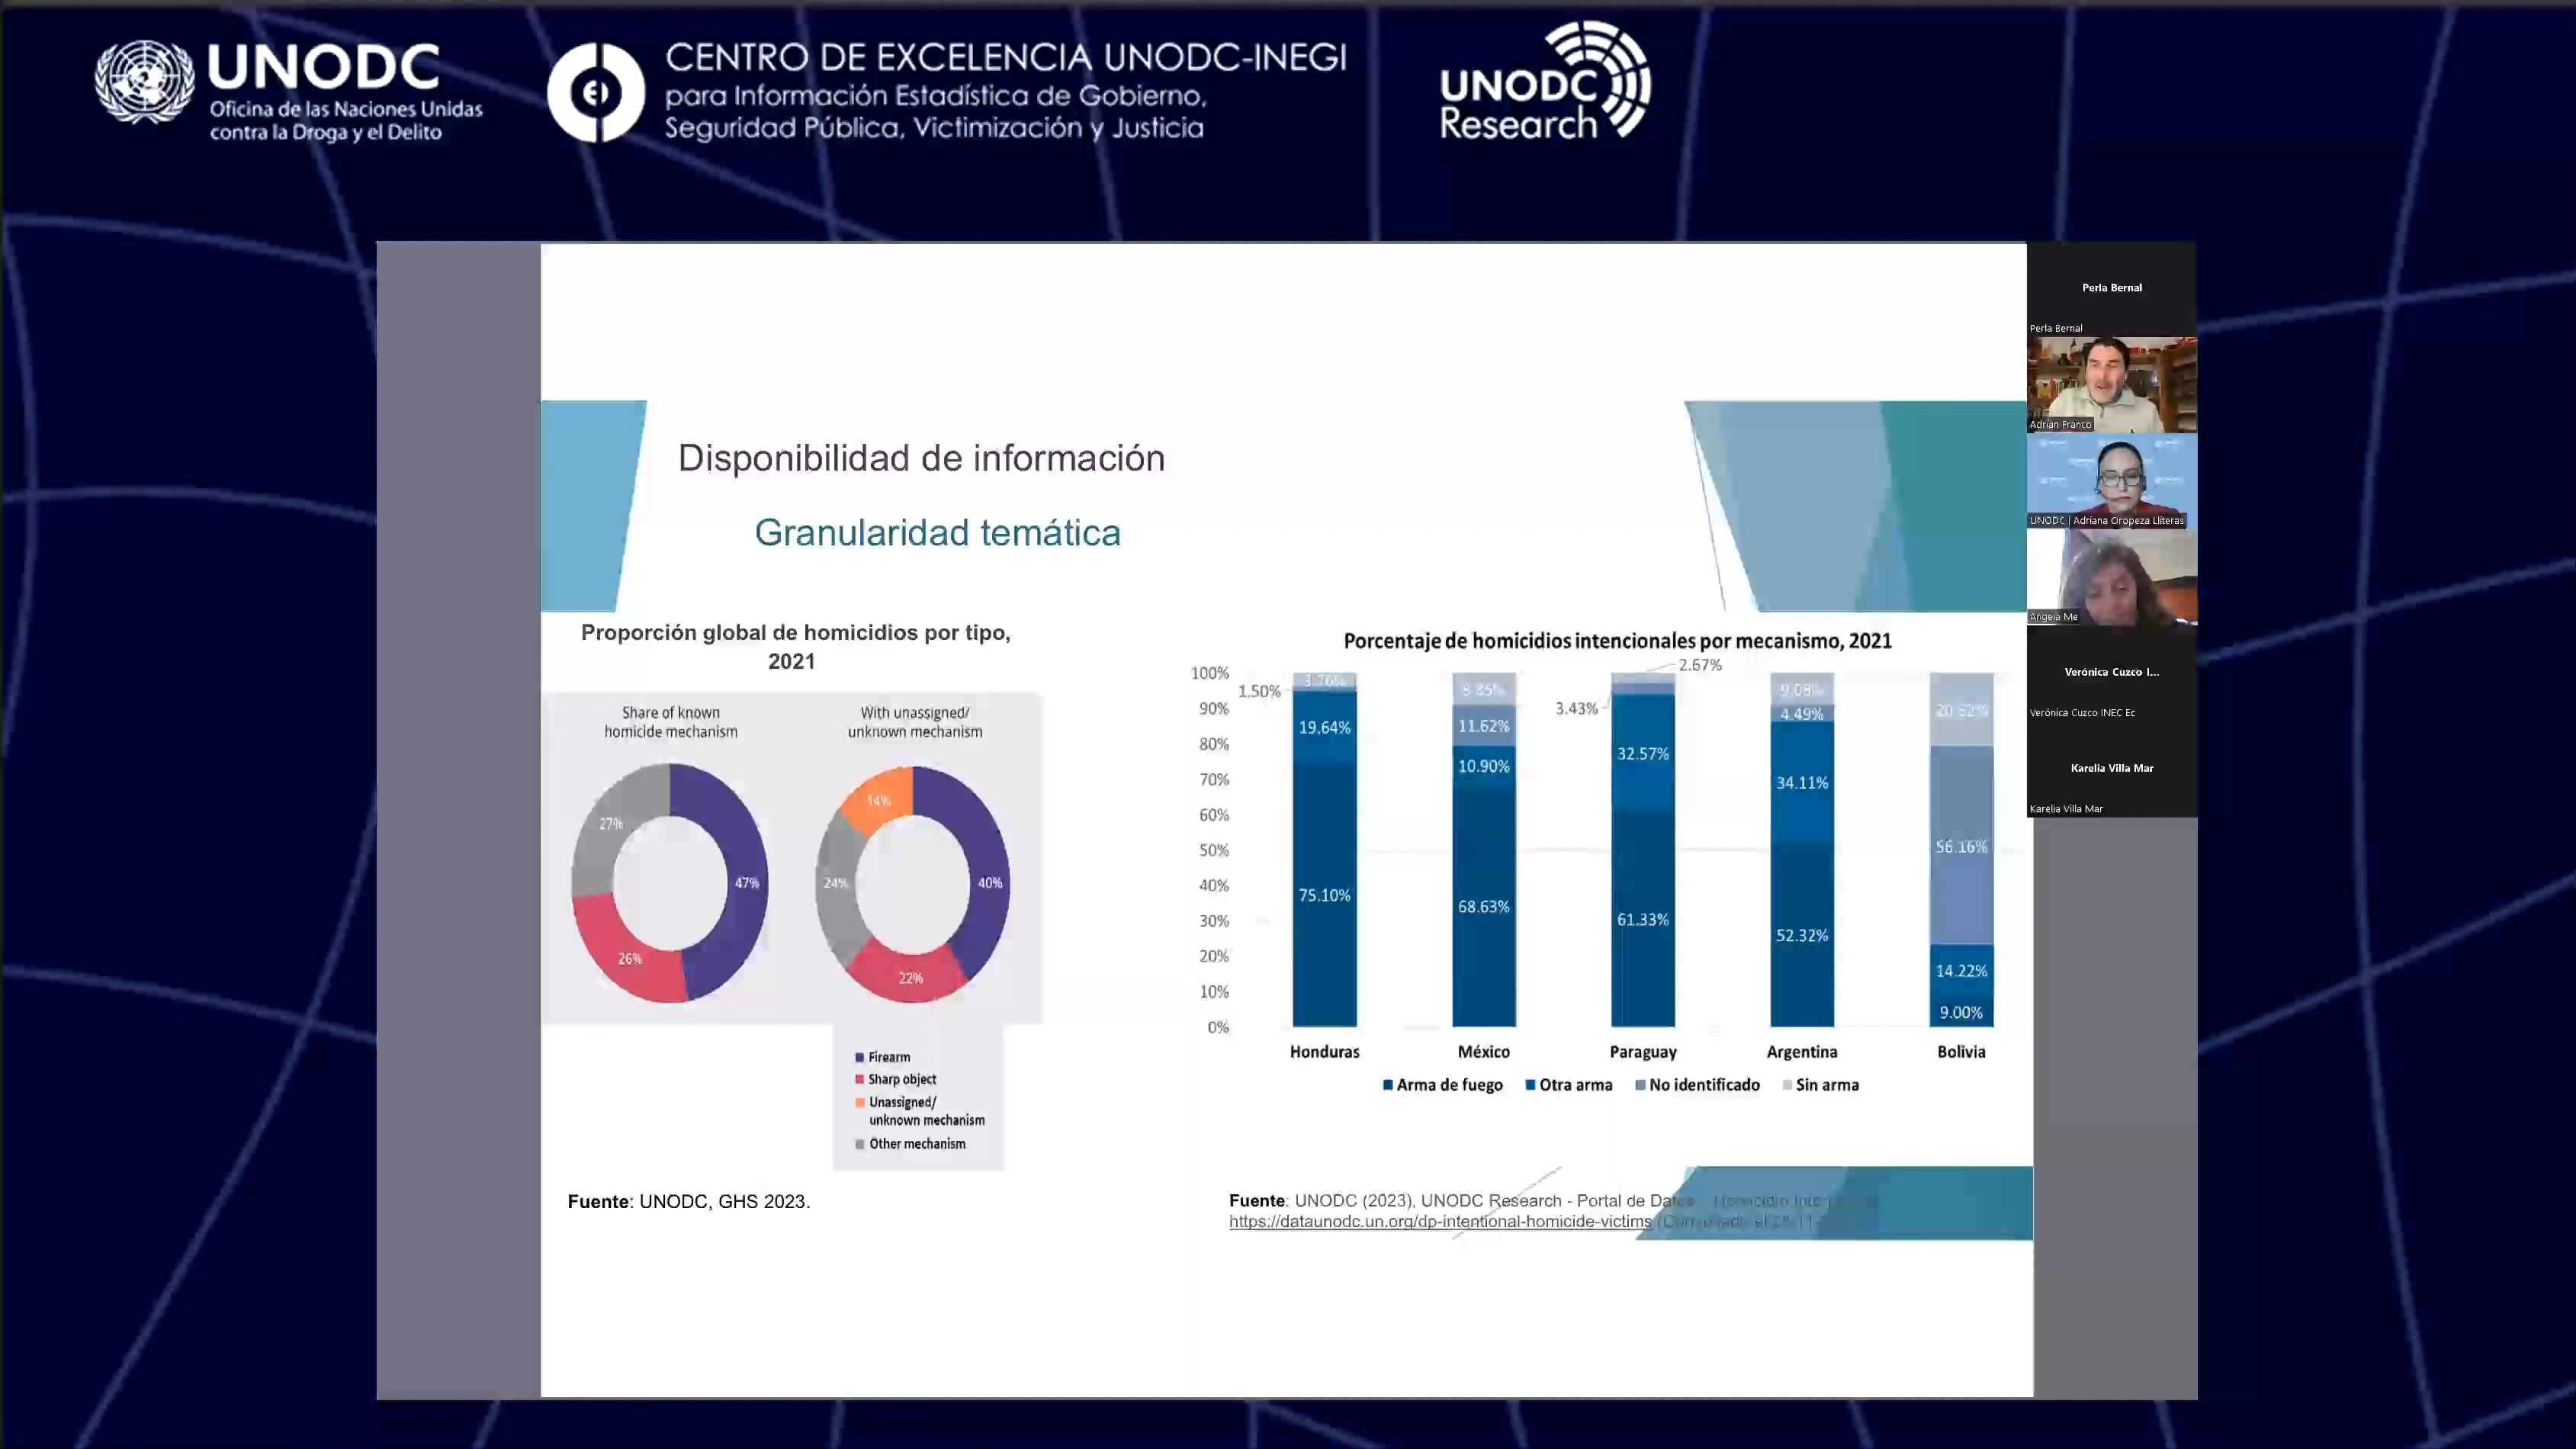 UNODC
Oficina de las Naciones Unidas
contra la Droga y el Delito
CENTRO DE EXCELENCIA UNODC-INEGI
para Información Estadística de Gobierno,
Seguridad Pública, Victimización y Justicia
UNODC
Research
Disponibilidad de información
Granularidad temática
Proporción global de homicidios por tipo,
2021
Share of known
homicide mechanism
27%
47%
26%
With unassigned/
unknown mechanism
14%
24%
40%
22%
Firearm
Sharp object
Unassigned/
unknown mechanism
Other mechanism
Fuente: UNODC, GHS 2023.
Porcentaje de homicidios intencionales por mecanismo, 2021
100%
90%
80%
70%
60%
50%
40%
30%
20%
10%
0%
3.76%
1.50%
19,64%
75.10%
8.85%
11.62%
10.90%
68.63%
2.67%
3.43%
32.57%
61.33%
9.08%
4.49%
34.11%
52.32%
20.62%
56.16%
14.22%
9.00%
Honduras México Paraguay Argentina Bolivia
Arma de fuego Otra arma No identificado Sin arma
Fuente: UNODC (2023), UNODC Research - Portal de Datos - Homicidio
https://dataunodc.un.org/dp-intentional-homicide-victims
Perla Bernal
Perla Bernal
Adrián Franco
UNODC | Adriana Oropeza Lliteras
Angela Me
Verónica Cuzco I...
Verónica Cuzco INEC Ec
Karelia Villa Mar
Karelia Villa Mar